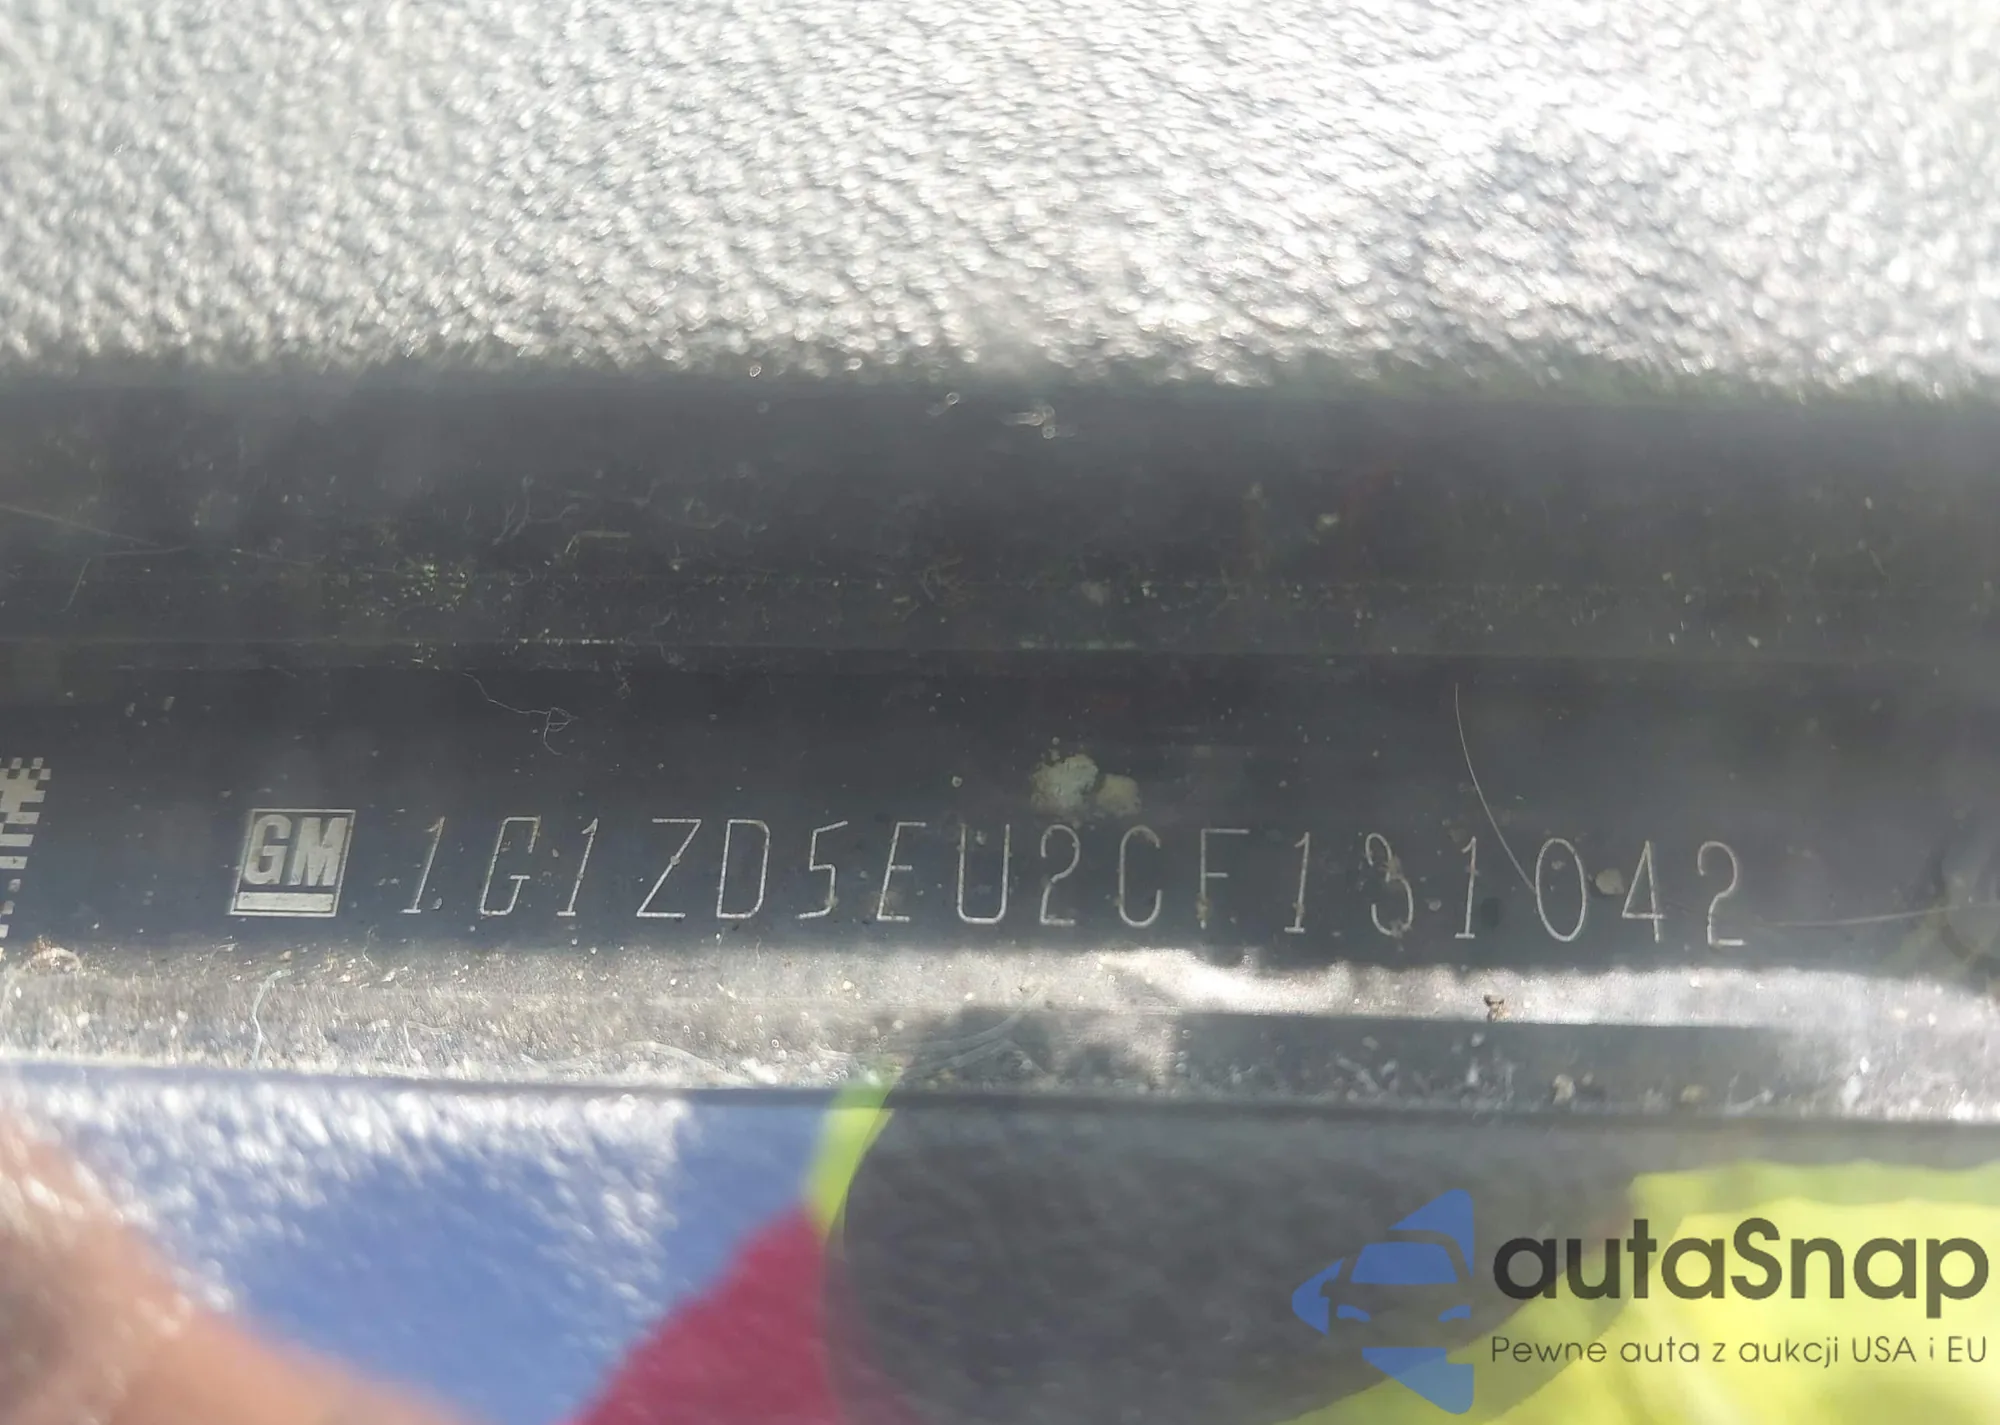 GM 1G1ZD5EU2CF131042
autaSnap
Pewne auta z aukcji USA i EU